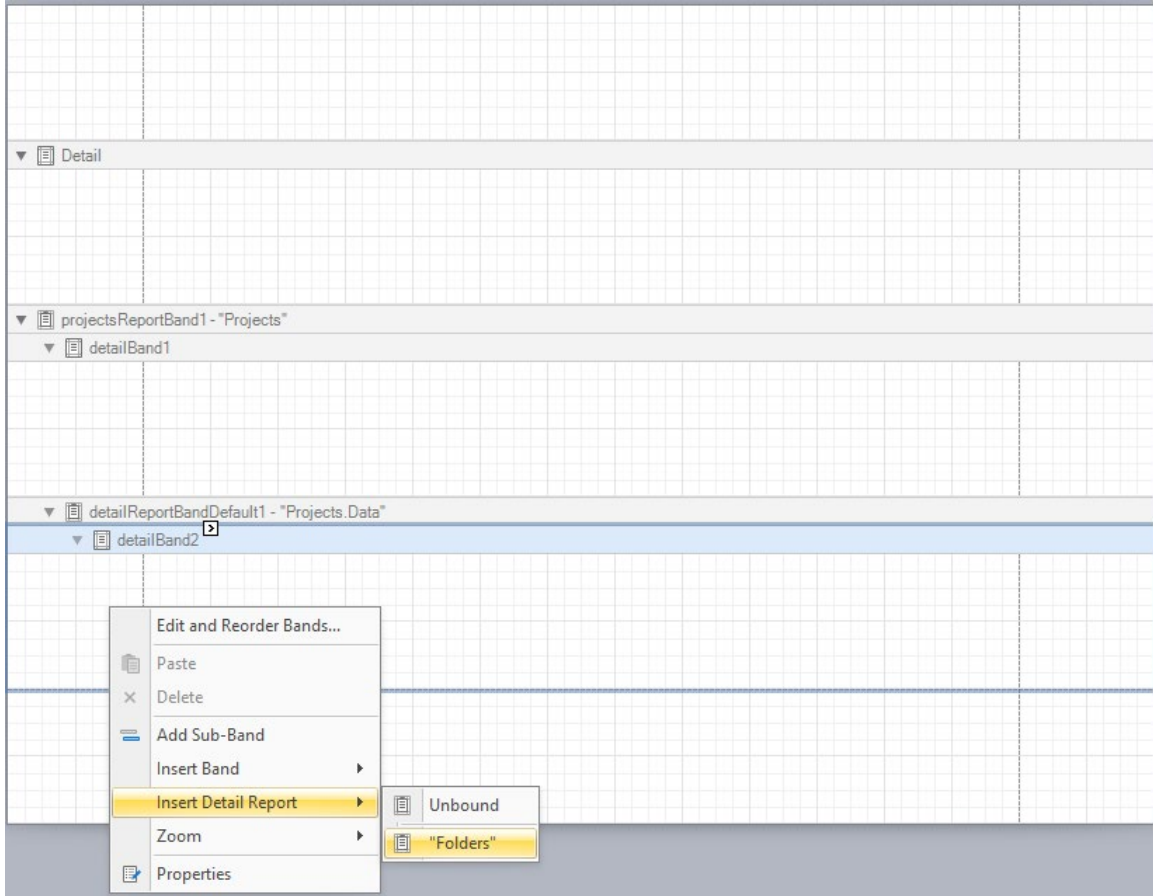 Detail
projectsReportBand1 - "Projects"
detailBand1
detailReportBandDefault1 - "Projects.Data"
detailBand2
Edit and Reorder Bands...
Paste
Delete
Add Sub-Band
Insert Band
Insert Detail Report
Unbound
Zoom
"Folders"
Properties